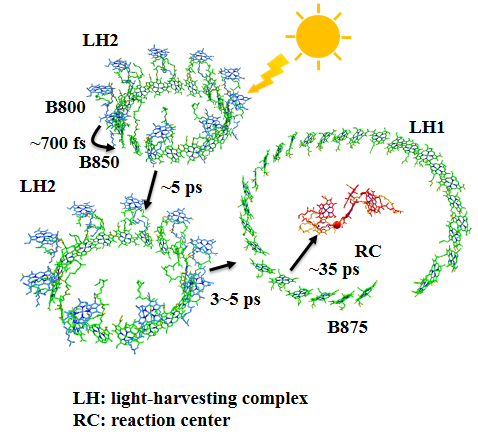 LH2
B800
~700 fs
B850
LH2
~5 ps
3~5 ps
LH1
RC
~35 ps
B875
LH: light-harvesting complex
RC: reaction center